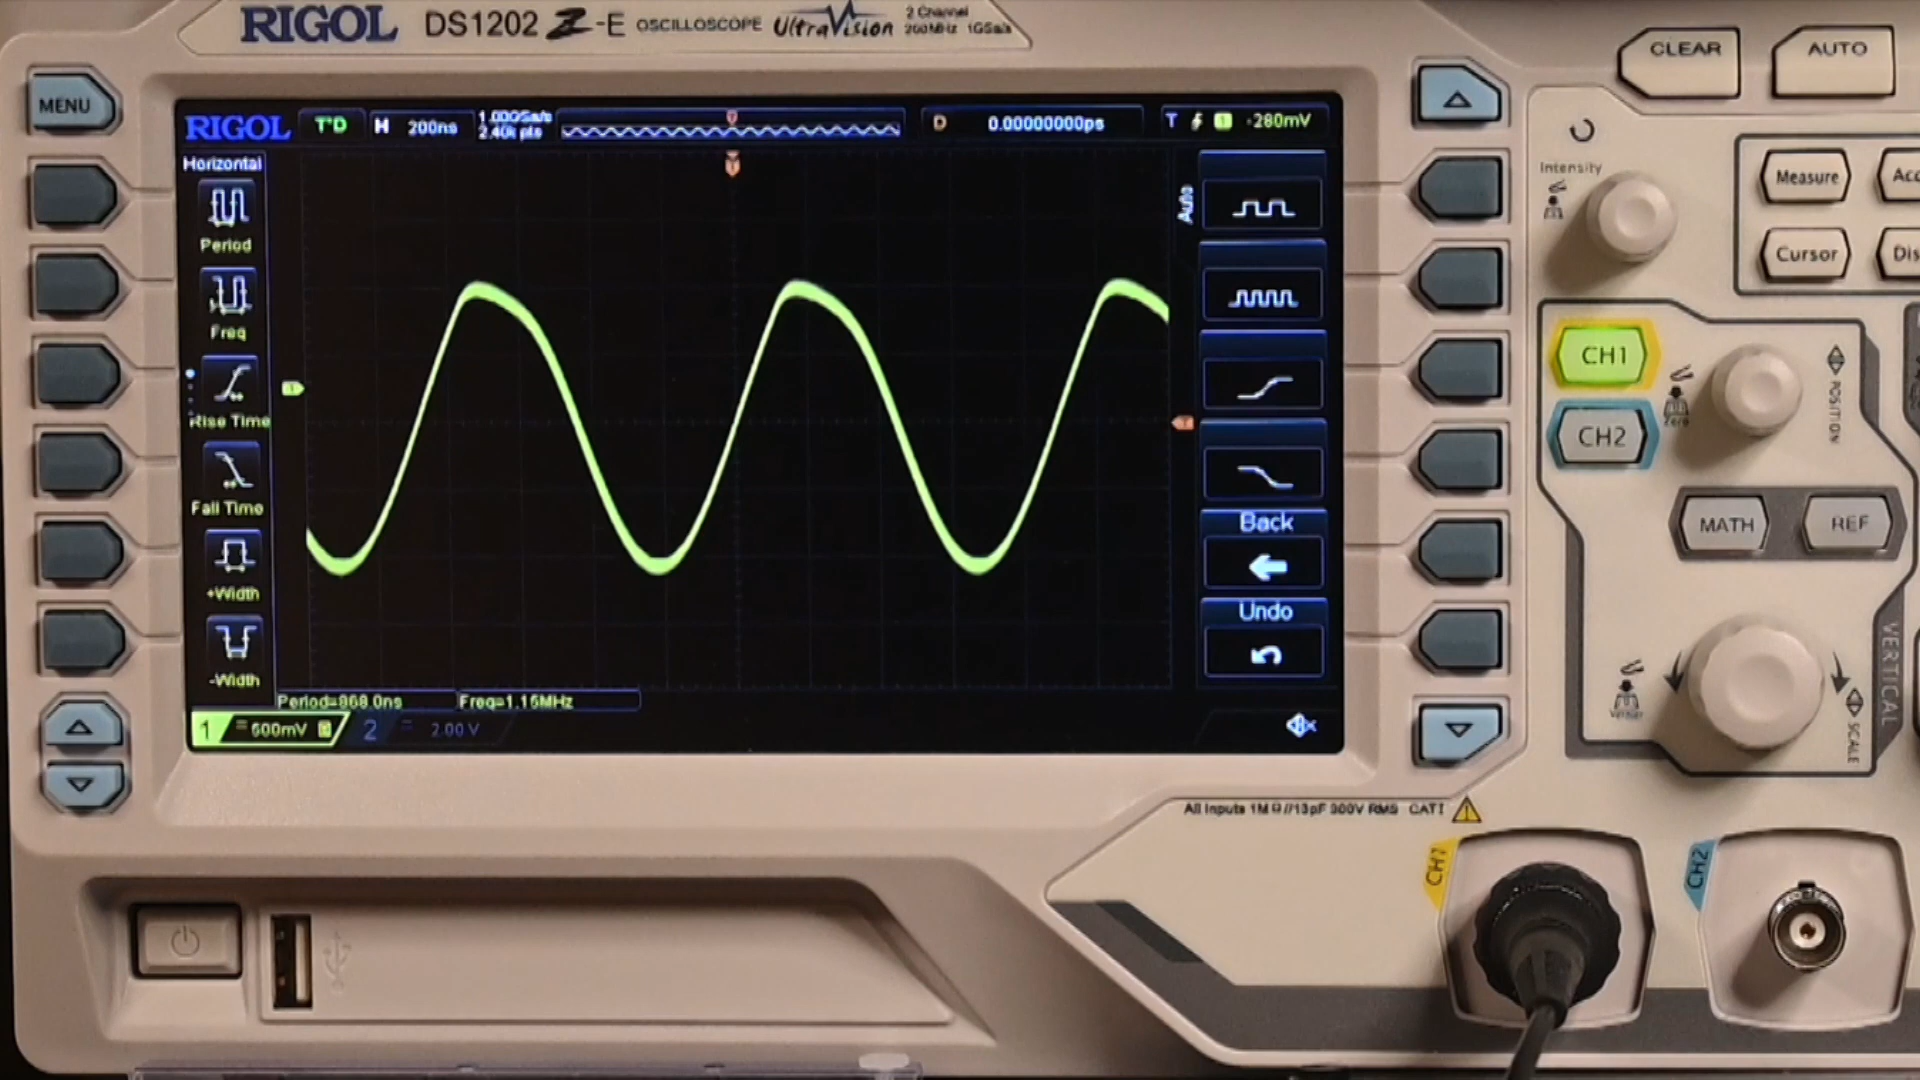 RIGOL DS1202 Z-E OSCILLOSCOPE UltraVision 2 Channel 200MHz 1GSa/s
CLEAR
AUTO
MENU
RIGOL T'D H 200ns 1.00GSa/s 2.40k pts D 0.00000000ps T 1 -280mV
Horizontal
Period
Freq
Rise Time
Fall Time
+Width
-Width
Auto
Back
Undo
Period=868.0ns Freq=1.15MHz
1 = 500mV 2 = 2.00 V
Intensity
Measure
Cursor
CH1
CH2
Zero
POSITION
MATH
REF
VERTICAL
Vernier
SCALE
All Inputs 1MΩ//13pF 300V RMS CAT I
CH1
CH2